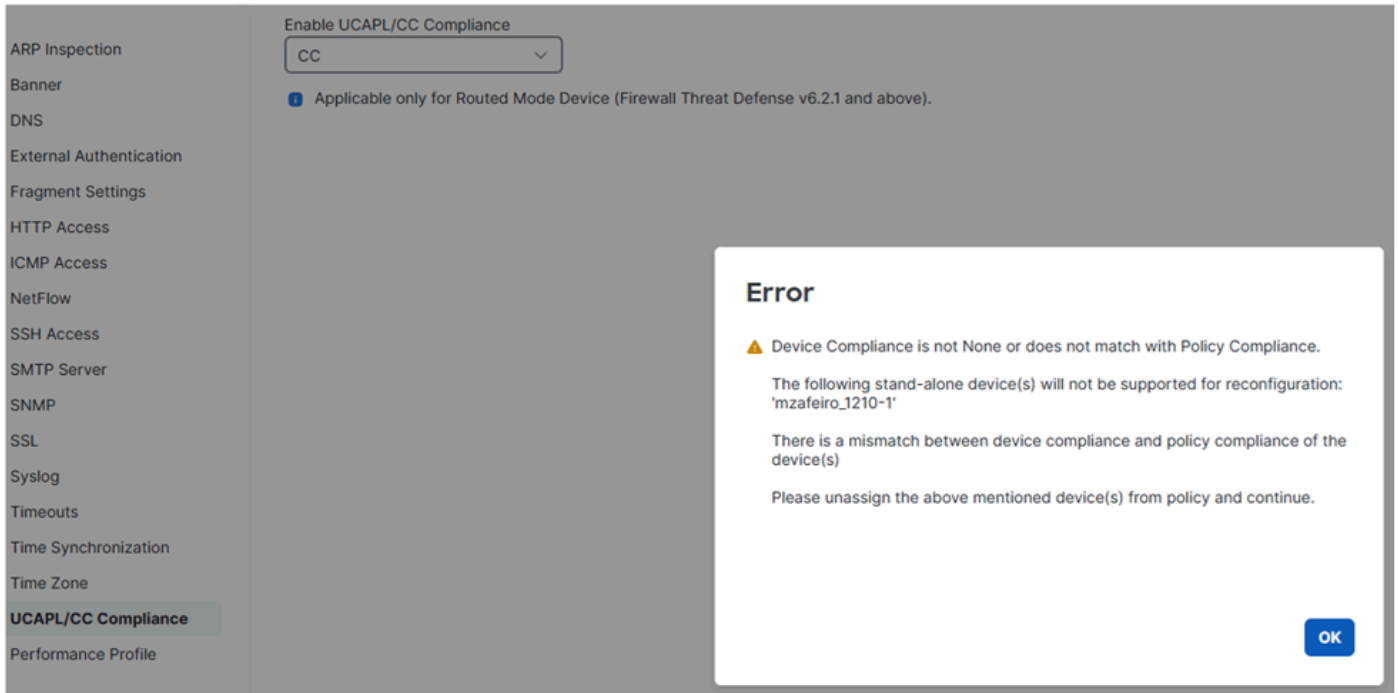 ARP Inspection
Banner
DNS
External Authentication
Fragment Settings
HTTP Access
ICMP Access
NetFlow
SSH Access
SMTP Server
SNMP
SSL
Syslog
Timeouts
Time Synchronization
Time Zone
UCAPL/CC Compliance
Performance Profile
Enable UCAPL/CC Compliance
CC
Applicable only for Routed Mode Device (Firewall Threat Defense v6.2.1 and above).
Error
Device Compliance is not None or does not match with Policy Compliance.
The following stand-alone device(s) will not be supported for reconfiguration:
'mzafeiro_1210-1'
There is a mismatch between device compliance and policy compliance of the
device(s)
Please unassign the above mentioned device(s) from policy and continue.
OK